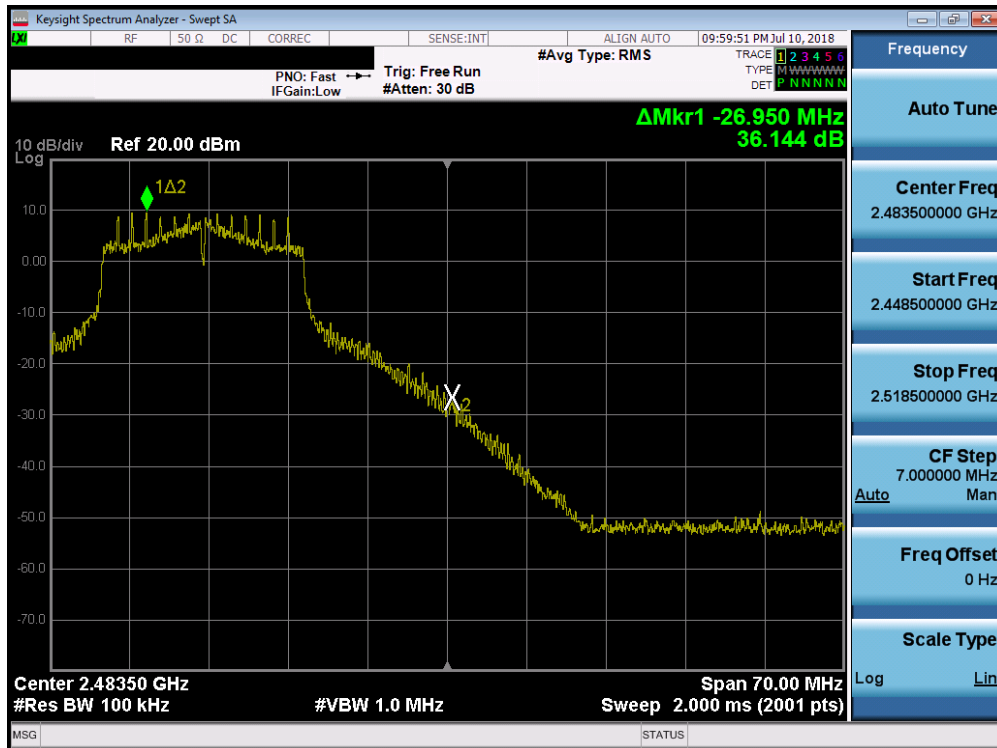 Keysight Spectrum Analyzer - Swept SA
LXI RF 50 Ω DC CORREC SENSE:INT ALIGN AUTO 09:59:51 PM Jul 10, 2018
Frequency
PNO: Fast Trig: Free Run #Avg Type: RMS TRACE 1 2 3 4 5 6
IFGain:Low #Atten: 30 dB TYPE M WWWWW
DET P N N N N N
ΔMkr1 -26.950 MHz
36.144 dB
10 dB/div Ref 20.00 dBm
Log
1Δ2
10.0
0.00
-10.0
-20.0
-30.0
-40.0
-50.0
-60.0
-70.0
X2
Center 2.48350 GHz Span 70.00 MHz
#Res BW 100 kHz #VBW 1.0 MHz Sweep 2.000 ms (2001 pts)
MSG STATUS
Auto Tune
Center Freq
2.483500000 GHz
Start Freq
2.448500000 GHz
Stop Freq
2.518500000 GHz
CF Step
7.000000 MHz
Auto Man
Freq Offset
0 Hz
Scale Type
Log Lin